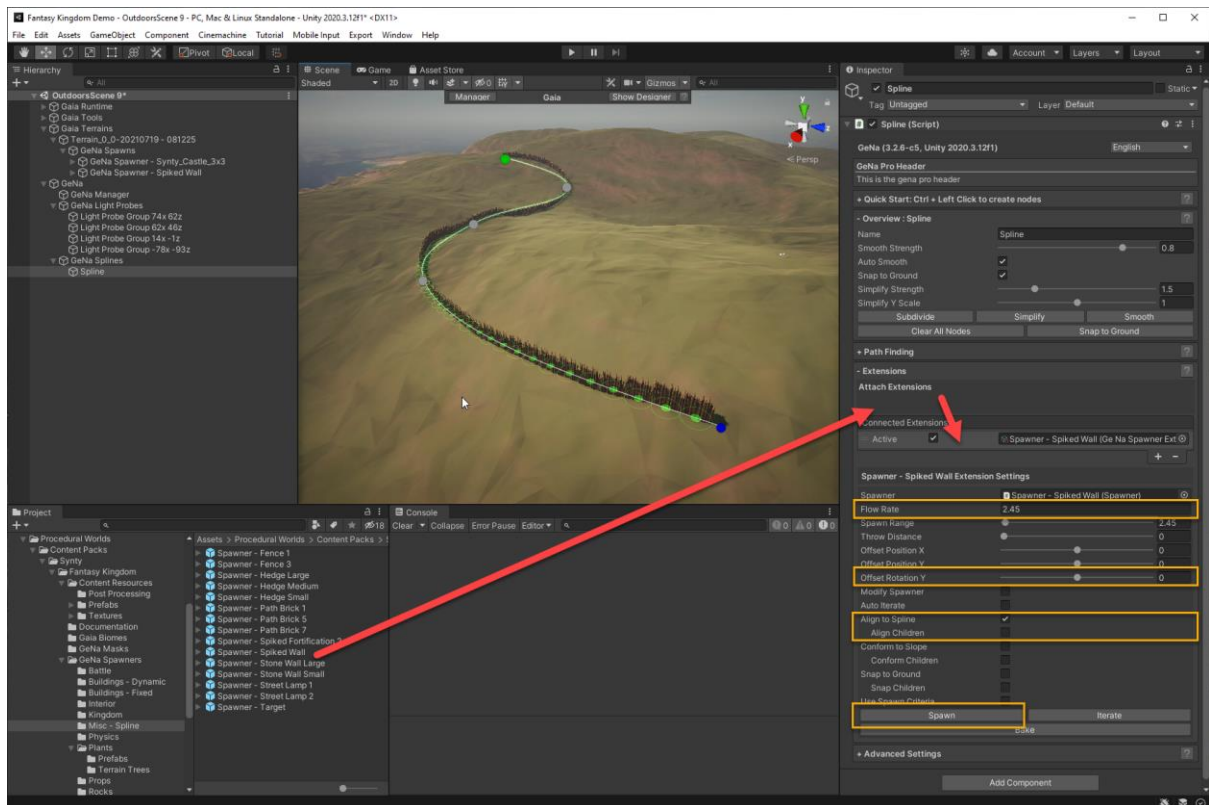 Fantasy Kingdom Demo - OutdoorsScene 9 - PC, Mac & Linux Standalone - Unity 2020.3.12f1* <DX11>
File Edit Assets GameObject Component Cinemachine Tutorial Mobile Input Export Window Help
Pivot Local Account Layers Layout
Hierarchy
All
OutdoorsScene 9*
Gaia Runtime
Gaia Tools
Gaia Terrains
Terrain_0_0-20210719 - 081225
GeNa Spawns
GeNa Spawner - Synty_Castle_3x3
GeNa Spawner - Spiked Wall
GeNa
GeNa Manager
GeNa Light Probes
Light Probe Group 74x 62z
Light Probe Group 62x 46z
Light Probe Group 14x -1z
Light Probe Group -78x -93z
GeNa Splines
Spline
Scene Game Asset Store
Shaded 2D 0 Gizmos All
Manager Gaia Show Designer
y
x z
Persp
Project
18
Procedural Worlds
Content Packs
Synty
Fantasy Kingdom
Content Resources
Post Processing
Prefabs
Textures
Documentation
Gaia Biomes
GeNa Masks
GeNa Spawners
Battle
Buildings - Dynamic
Buildings - Fixed
Interior
Kingdom
Misc - Spline
Physics
Plants
Prefabs
Terrain Trees
Props
Rocks
Assets > Procedural Worlds > Content Packs >
Spawner - Fence 1
Spawner - Fence 3
Spawner - Hedge Large
Spawner - Hedge Medium
Spawner - Hedge Small
Spawner - Path Brick 1
Spawner - Path Brick 5
Spawner - Path Brick 7
Spawner - Spiked Fortification
Spawner - Spiked Wall
Spawner - Stone Wall Large
Spawner - Stone Wall Small
Spawner - Street Lamp 1
Spawner - Street Lamp 2
Spawner - Target
Console
Clear Collapse Error Pause Editor 0 0 0
Inspector
Spline Static
Tag Untagged Layer Default
Spline (Script)
GeNa (3.2.6-c5, Unity 2020.3.12f1) English
GeNa Pro Header
This is the gena pro header
+ Quick Start: Ctrl + Left Click to create nodes ?
- Overview : Spline ?
Name Spline
Smooth Strength 0.8
Auto Smooth
Snap to Ground
Simplify Strength 1.5
Simplify Y Scale 1
Subdivide Simplify Smooth
Clear All Nodes Snap to Ground
+ Path Finding ?
- Extensions ?
Attach Extensions
Connected Extensions
Active Spawner - Spiked Wall (Ge Na Spawner Ext
+ -
Spawner - Spiked Wall Extension Settings
Spawner Spawner - Spiked Wall (Spawner)
Flow Rate 2.45
Spawn Range 2.45
Throw Distance 0
Offset Position X 0
Offset Position Y 0
Offset Rotation Y 0
Modify Spawner
Auto Iterate
Align to Spline
Align Children
Conform to Slope
Conform Children
Snap to Ground
Snap Children
Use Spawn Criteria
Spawn Iterate
Bake
+ Advanced Settings ?
Add Component